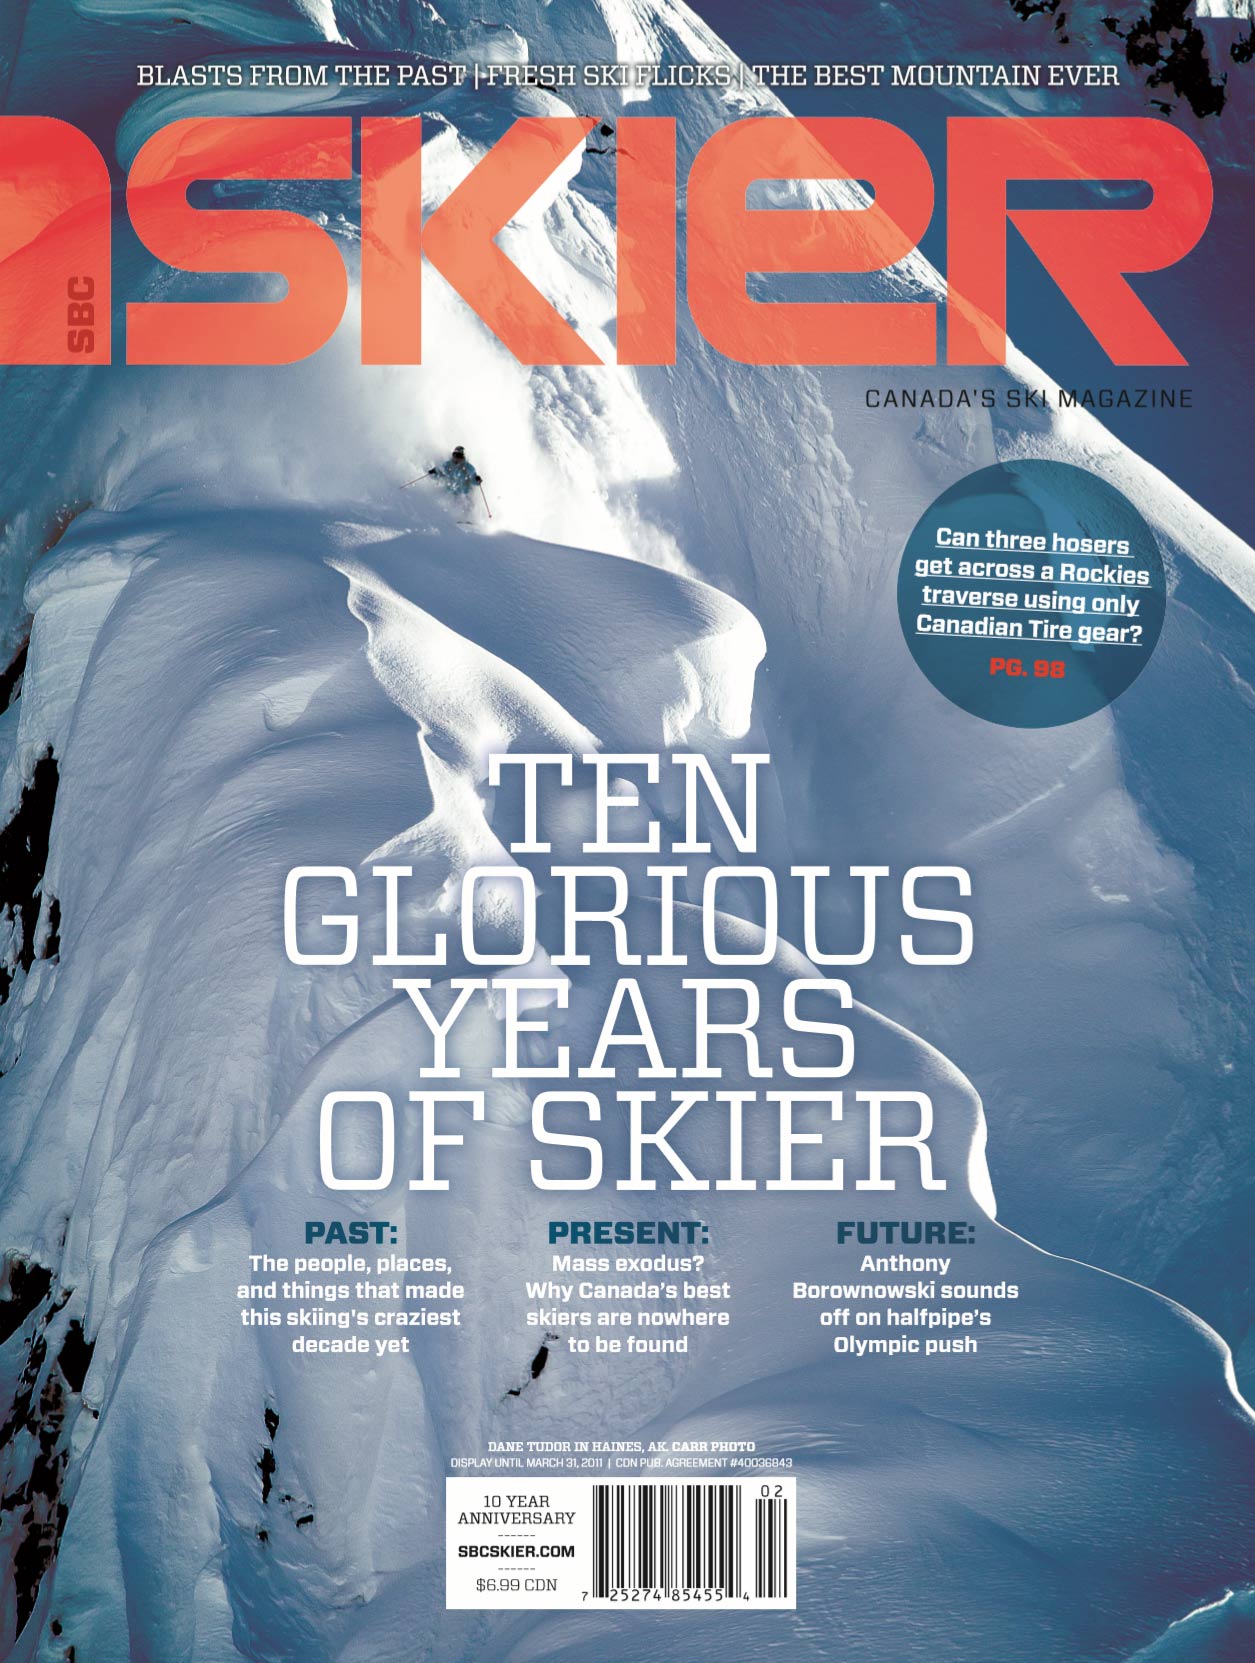 BLASTS FROM THE PAST | FRESH SKI FLICKS | THE BEST MOUNTAIN EVER
SKIER
SBC
CANADA'S SKI MAGAZINE
Can three hosers
get across a Rockies
traverse using only
Canadian Tire gear?
PG. 98
TEN
GLORIOUS
YEARS
OF SKIER
PAST:
The people, places,
and things that made
this skiing's craziest
decade yet
PRESENT:
Mass exodus?
Why Canada's best
skiers are nowhere
to be found
FUTURE:
Anthony
Borownowski sounds
off on halfpipe's
Olympic push
DANE TUDOR IN HAINES, AK. CARR PHOTO
DISPLAY UNTIL MARCH 31, 2011 | CDN PUB. AGREEMENT #40036843
10 YEAR
ANNIVERSARY
------
SBCSKIER.COM
------
$6.99 CDN
02
7 25274 85455 4